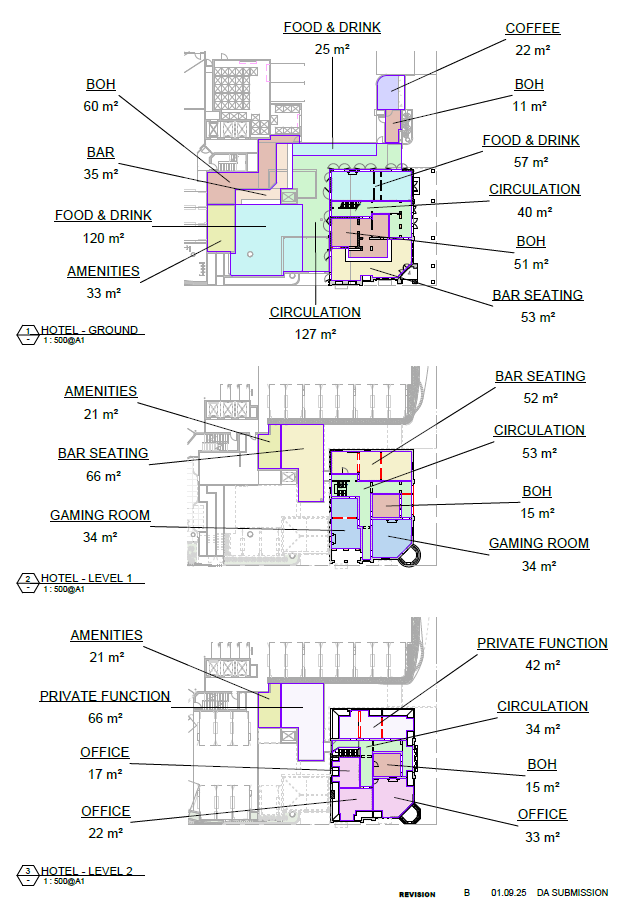 FOOD & DRINK
25 m²
COFFEE
22 m²
BOH
60 m²
BOH
11 m²
BAR
35 m²
FOOD & DRINK
57 m²
CIRCULATION
40 m²
FOOD & DRINK
120 m²
BOH
51 m²
AMENITIES
33 m²
BAR SEATING
53 m²
CIRCULATION
127 m²
1
-
HOTEL - GROUND
1 : 500@A1
AMENITIES
21 m²
BAR SEATING
52 m²
BAR SEATING
66 m²
CIRCULATION
53 m²
BOH
15 m²
GAMING ROOM
34 m²
GAMING ROOM
34 m²
2
-
HOTEL - LEVEL 1
1 : 500@A1
AMENITIES
21 m²
PRIVATE FUNCTION
42 m²
PRIVATE FUNCTION
66 m²
CIRCULATION
34 m²
OFFICE
17 m²
BOH
15 m²
OFFICE
22 m²
OFFICE
33 m²
3
-
HOTEL - LEVEL 2
1 : 500@A1
REVISION B 01.09.25 DA SUBMISSION